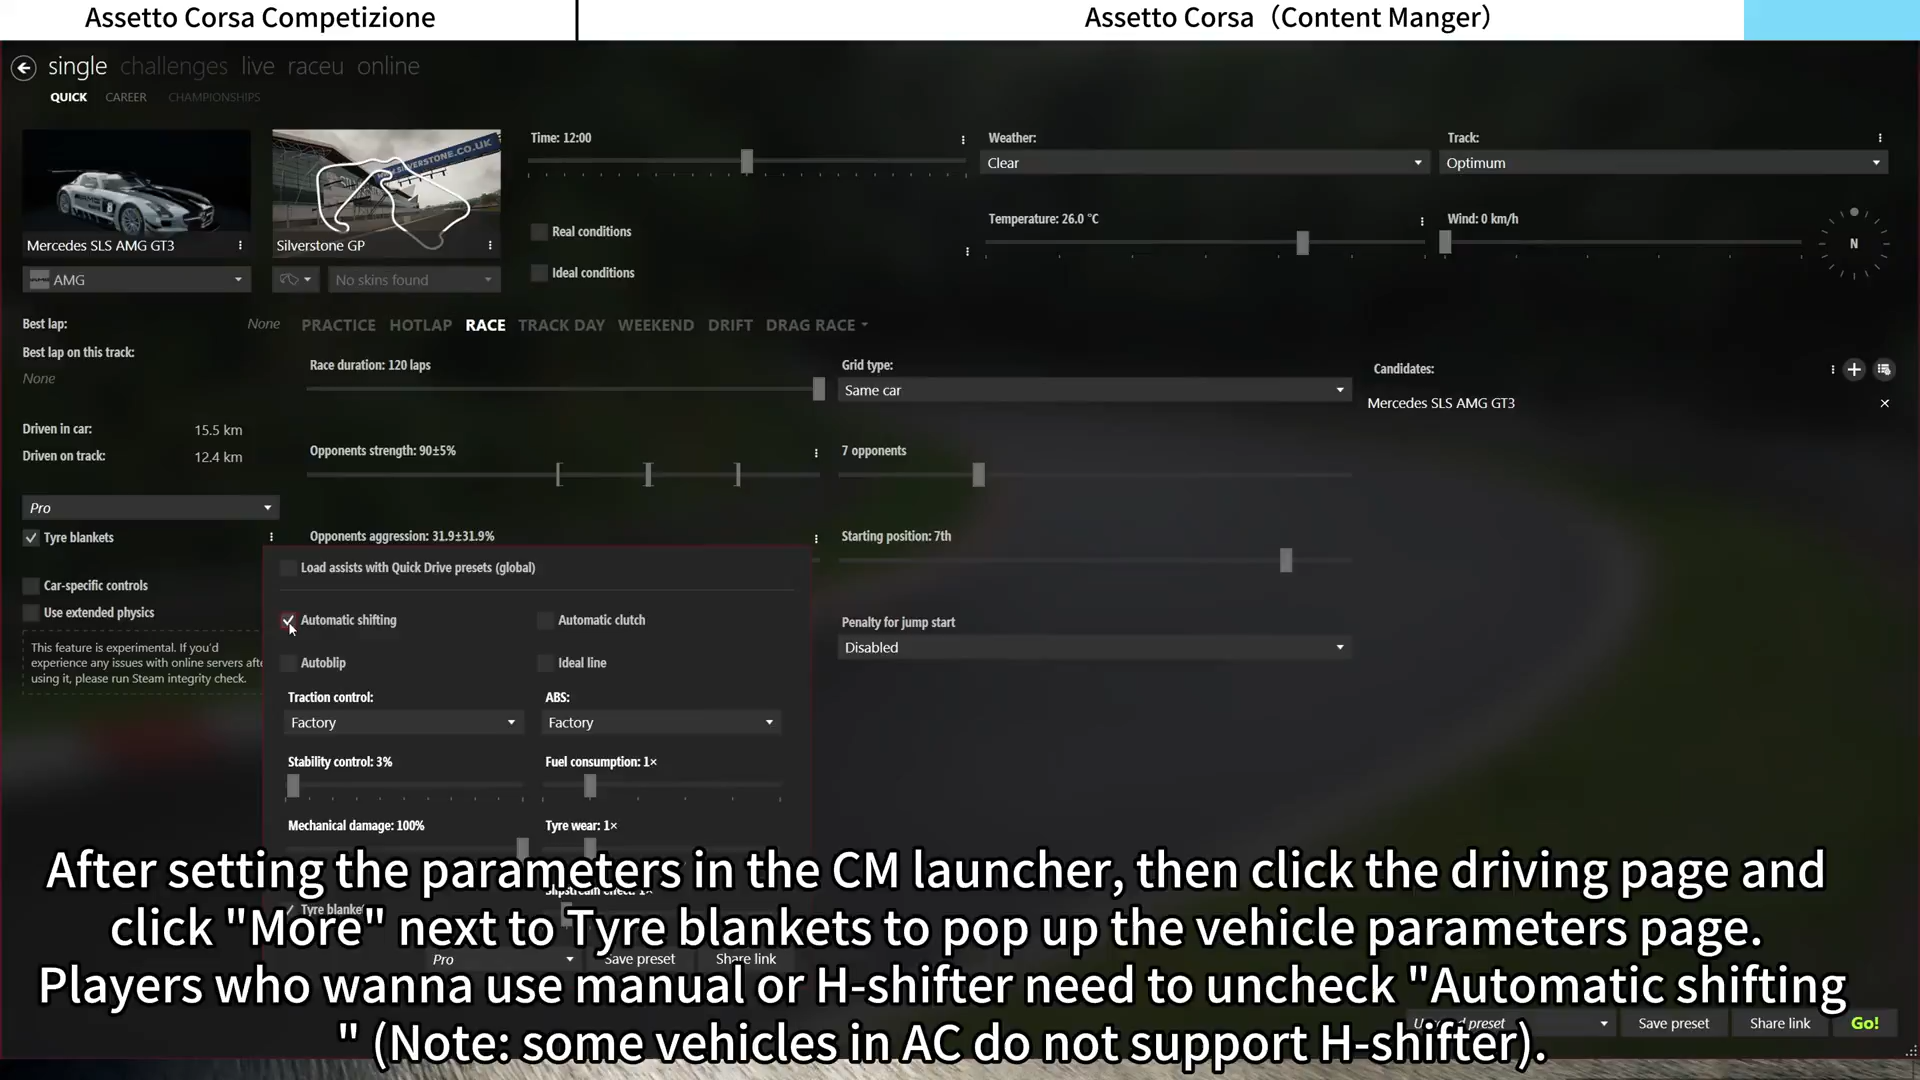 Assetto Corsa Competizione
Assetto Corsa（Content Manger）
single challenges live raceu online
QUICK CAREER CHAMPIONSHIPS
SILVERSTONE.CO.UK
Mercedes SLS AMG GT3
Silverstone GP
AMG
No skins found
Time: 12:00
Real conditions
Ideal conditions
Weather:
Clear
Track:
Optimum
Temperature: 26.0 °C
Wind: 0 km/h
N
Best lap: None
Best lap on this track:
None
Driven in car: 15.5 km
Driven on track: 12.4 km
Pro
Tyre blankets
Car-specific controls
Use extended physics
This feature is experimental. If you'd
experience any issues with online servers afte
using it, please run Steam integrity check.
PRACTICE HOTLAP RACE TRACK DAY WEEKEND DRIFT DRAG RACE
Race duration: 120 laps
Opponents strength: 90±5%
Opponents aggression: 31.9±31.9%
Grid type:
Same car
7 opponents
Starting position: 7th
Penalty for jump start
Disabled
Candidates:
Mercedes SLS AMG GT3
Load assists with Quick Drive presets (global)
Automatic shifting
Automatic clutch
Autoblip
Ideal line
Traction control:
Factory
ABS:
Factory
Stability control: 3%
Fuel consumption: 1×
Mechanical damage: 100%
Tyre wear: 1×
Pro
Save preset
Share link
After setting the parameters in the CM launcher, then click the driving page and
click "More" next to Tyre blankets to pop up the vehicle parameters page.
Players who wanna use manual or H-shifter need to uncheck "Automatic shifting
" (Note: some vehicles in AC do not support H-shifter).
preset
Save preset
Share link
Go!